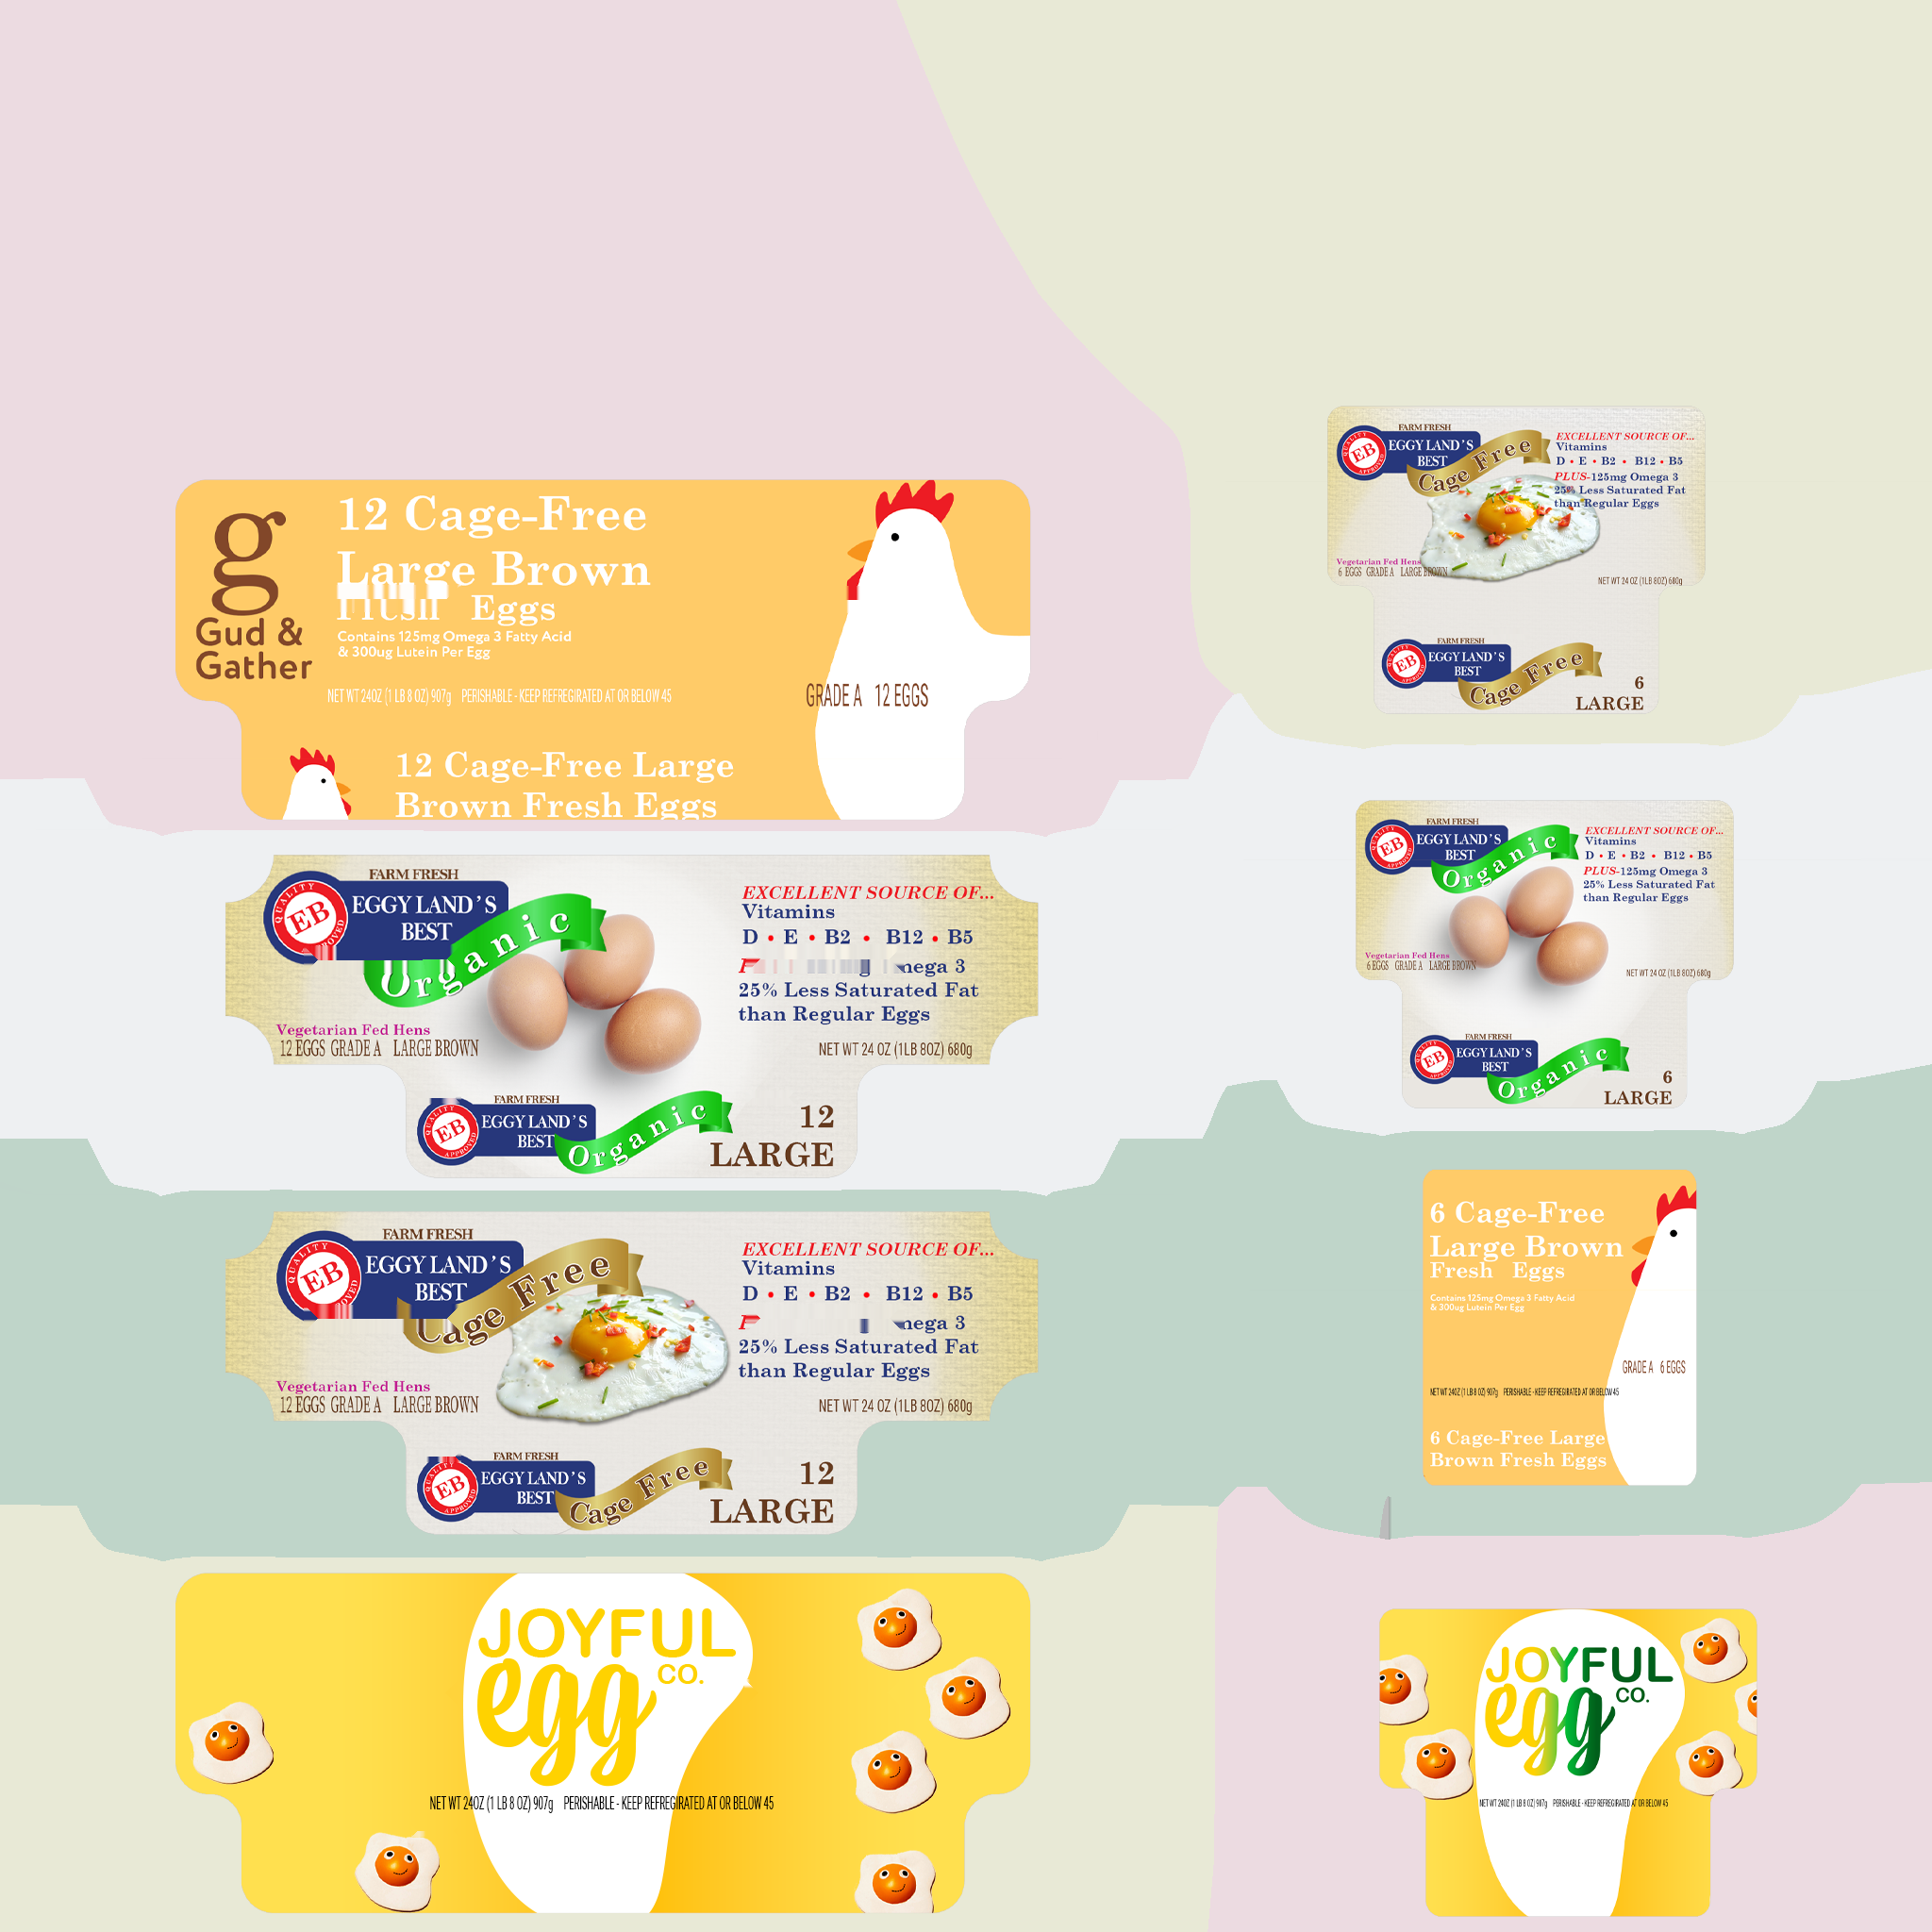 g
Gud &
Gather
12 Cage-Free
Large Brown
Eggs
Contains 125mg Omega 3 Fatty Acid
& 300ug Lutein Per Egg
NET WT 24OZ (1 LB 8 OZ) 907g PERISHABLE - KEEP REFREGIRATED AT OR BELOW 45
GRADE A 12 EGGS
12 Cage-Free Large
Brown Fresh Eggs
FARM FRESH
QUALITY
EB
EGGY LAND'S
BEST
Organic
EXCELLENT SOURCE OF...
Vitamins
D • E • B2 • B12 • B5
3
25% Less Saturated Fat
than Regular Eggs
Vegetarian Fed Hens
12 EGGS GRADE A LARGE BROWN
NET WT 24 OZ (1LB 8OZ) 680g
FARM FRESH
QUALITY
EB
APPROVED
EGGY LAND'S
BEST
Organic
12
LARGE
FARM FRESH
QUALITY
EB
EGGY LAND'S
BEST
Cage Free
EXCELLENT SOURCE OF...
Vitamins
D • E • B2 • B12 • B5
3
25% Less Saturated Fat
than Regular Eggs
Vegetarian Fed Hens
12 EGGS GRADE A LARGE BROWN
NET WT 24 OZ (1LB 8OZ) 680g
FARM FRESH
EB
APPROVED
EGGY LAND'S
BEST
Cage Free
12
LARGE
JOYFUL
egg CO.
NET WT 24OZ (1 LB 8 OZ) 907g PERISHABLE - KEEP REFREGIRATED AT OR BELOW 45
FARM FRESH
QUALITY
EB
APPROVED
EGGY LAND'S
BEST
Cage Free
EXCELLENT SOURCE OF...
Vitamins
D • E • B2 • B12 • B5
PLUS-125mg Omega 3
25% Less Saturated Fat
than Regular Eggs
Vegetarian Fed Hens
6 EGGS GRADE A LARGE BROWN
NET WT 24 OZ (1LB 8OZ) 680g
FARM FRESH
QUALITY
EB
APPROVED
EGGY LAND'S
BEST
Cage Free
6
LARGE
FARM FRESH
QUALITY
EB
APPROVED
EGGY LAND'S
BEST
Organic
EXCELLENT SOURCE OF...
Vitamins
D • E • B2 • B12 • B5
PLUS-125mg Omega 3
25% Less Saturated Fat
than Regular Eggs
Vegetarian Fed Hens
6 EGGS GRADE A LARGE BROWN
NET WT 24 OZ (1LB 8OZ) 680g
FARM FRESH
QUALITY
EB
APPROVED
EGGY LAND'S
BEST
Organic
6
LARGE
6 Cage-Free
Large Brown
Fresh Eggs
Contains 125mg Omega 3 Fatty Acid
& 300ug Lutein Per Egg
GRADE A 6 EGGS
NET WT 24OZ (1 LB 8 OZ) 907g PERISHABLE - KEEP REFREGIRATED AT OR BELOW 45
6 Cage-Free Large
Brown Fresh Eggs
JOYFUL
egg CO.
NET WT 24OZ (1 LB 8 OZ) 907g PERISHABLE - KEEP REFREGIRATED AT OR BELOW 45